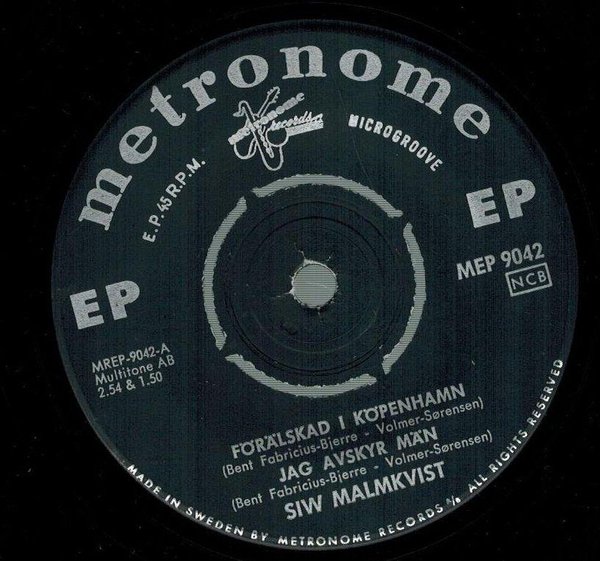 metronome
metronome
records
E.P. 45 R.P.M.
MICROGROOVE
EP
EP
MEP 9042
NCB
MREP-9042-A
Multitone AB
2.54 & 1.50
FÖRÄLSKAD I KÖPENHAMN
(Bent Fabricius-Bjerre - Volmer-Sørensen)
JAG AVSKYR MÄN
(Bent Fabricius-Bjerre - Volmer-Sørensen)
SIW MALMKVIST
MADE IN SWEDEN BY METRONOME RECORDS A/B ALL RIGHTS RESERVED